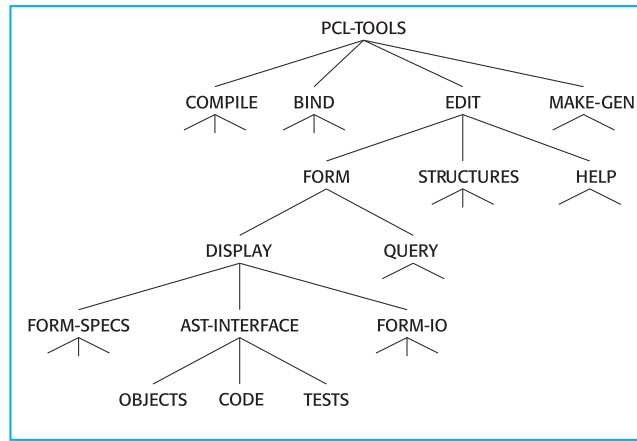 PCL-TOOLS
COMPILE BIND EDIT MAKE-GEN
FORM STRUCTURES HELP
DISPLAY QUERY
FORM-SPECS AST-INTERFACE FORM-IO
OBJECTS CODE TESTS